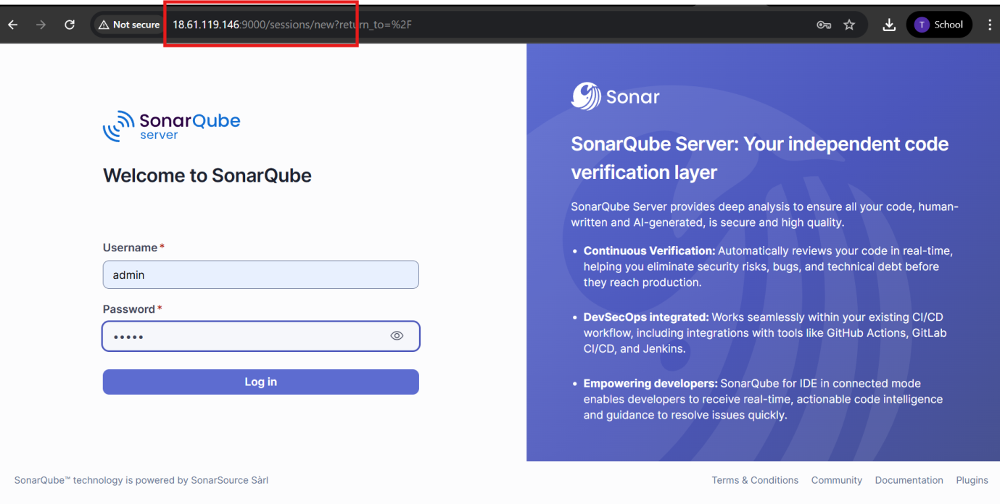 Not secure
18.61.119.146:9000/sessions/new?return_to=%2F
T
School
SonarQube
server
Welcome to SonarQube
Username*
admin
Password*
•••••
Log in
Sonar
SonarQube Server: Your independent code
verification layer
SonarQube Server provides deep analysis to ensure all your code, human-
written and AI-generated, is secure and high quality.
• Continuous Verification: Automatically reviews your code in real-time,
helping you eliminate security risks, bugs, and technical debt before
they reach production.
• DevSecOps integrated: Works seamlessly within your existing CI/CD
workflow, including integrations with tools like GitHub Actions, GitLab
CI/CD, and Jenkins.
• Empowering developers: SonarQube for IDE in connected mode
enables developers to receive real-time, actionable code intelligence
and guidance to resolve issues quickly.
SonarQube™ technology is powered by SonarSource Sàrl
Terms & Conditions
Community
Documentation
Plugins